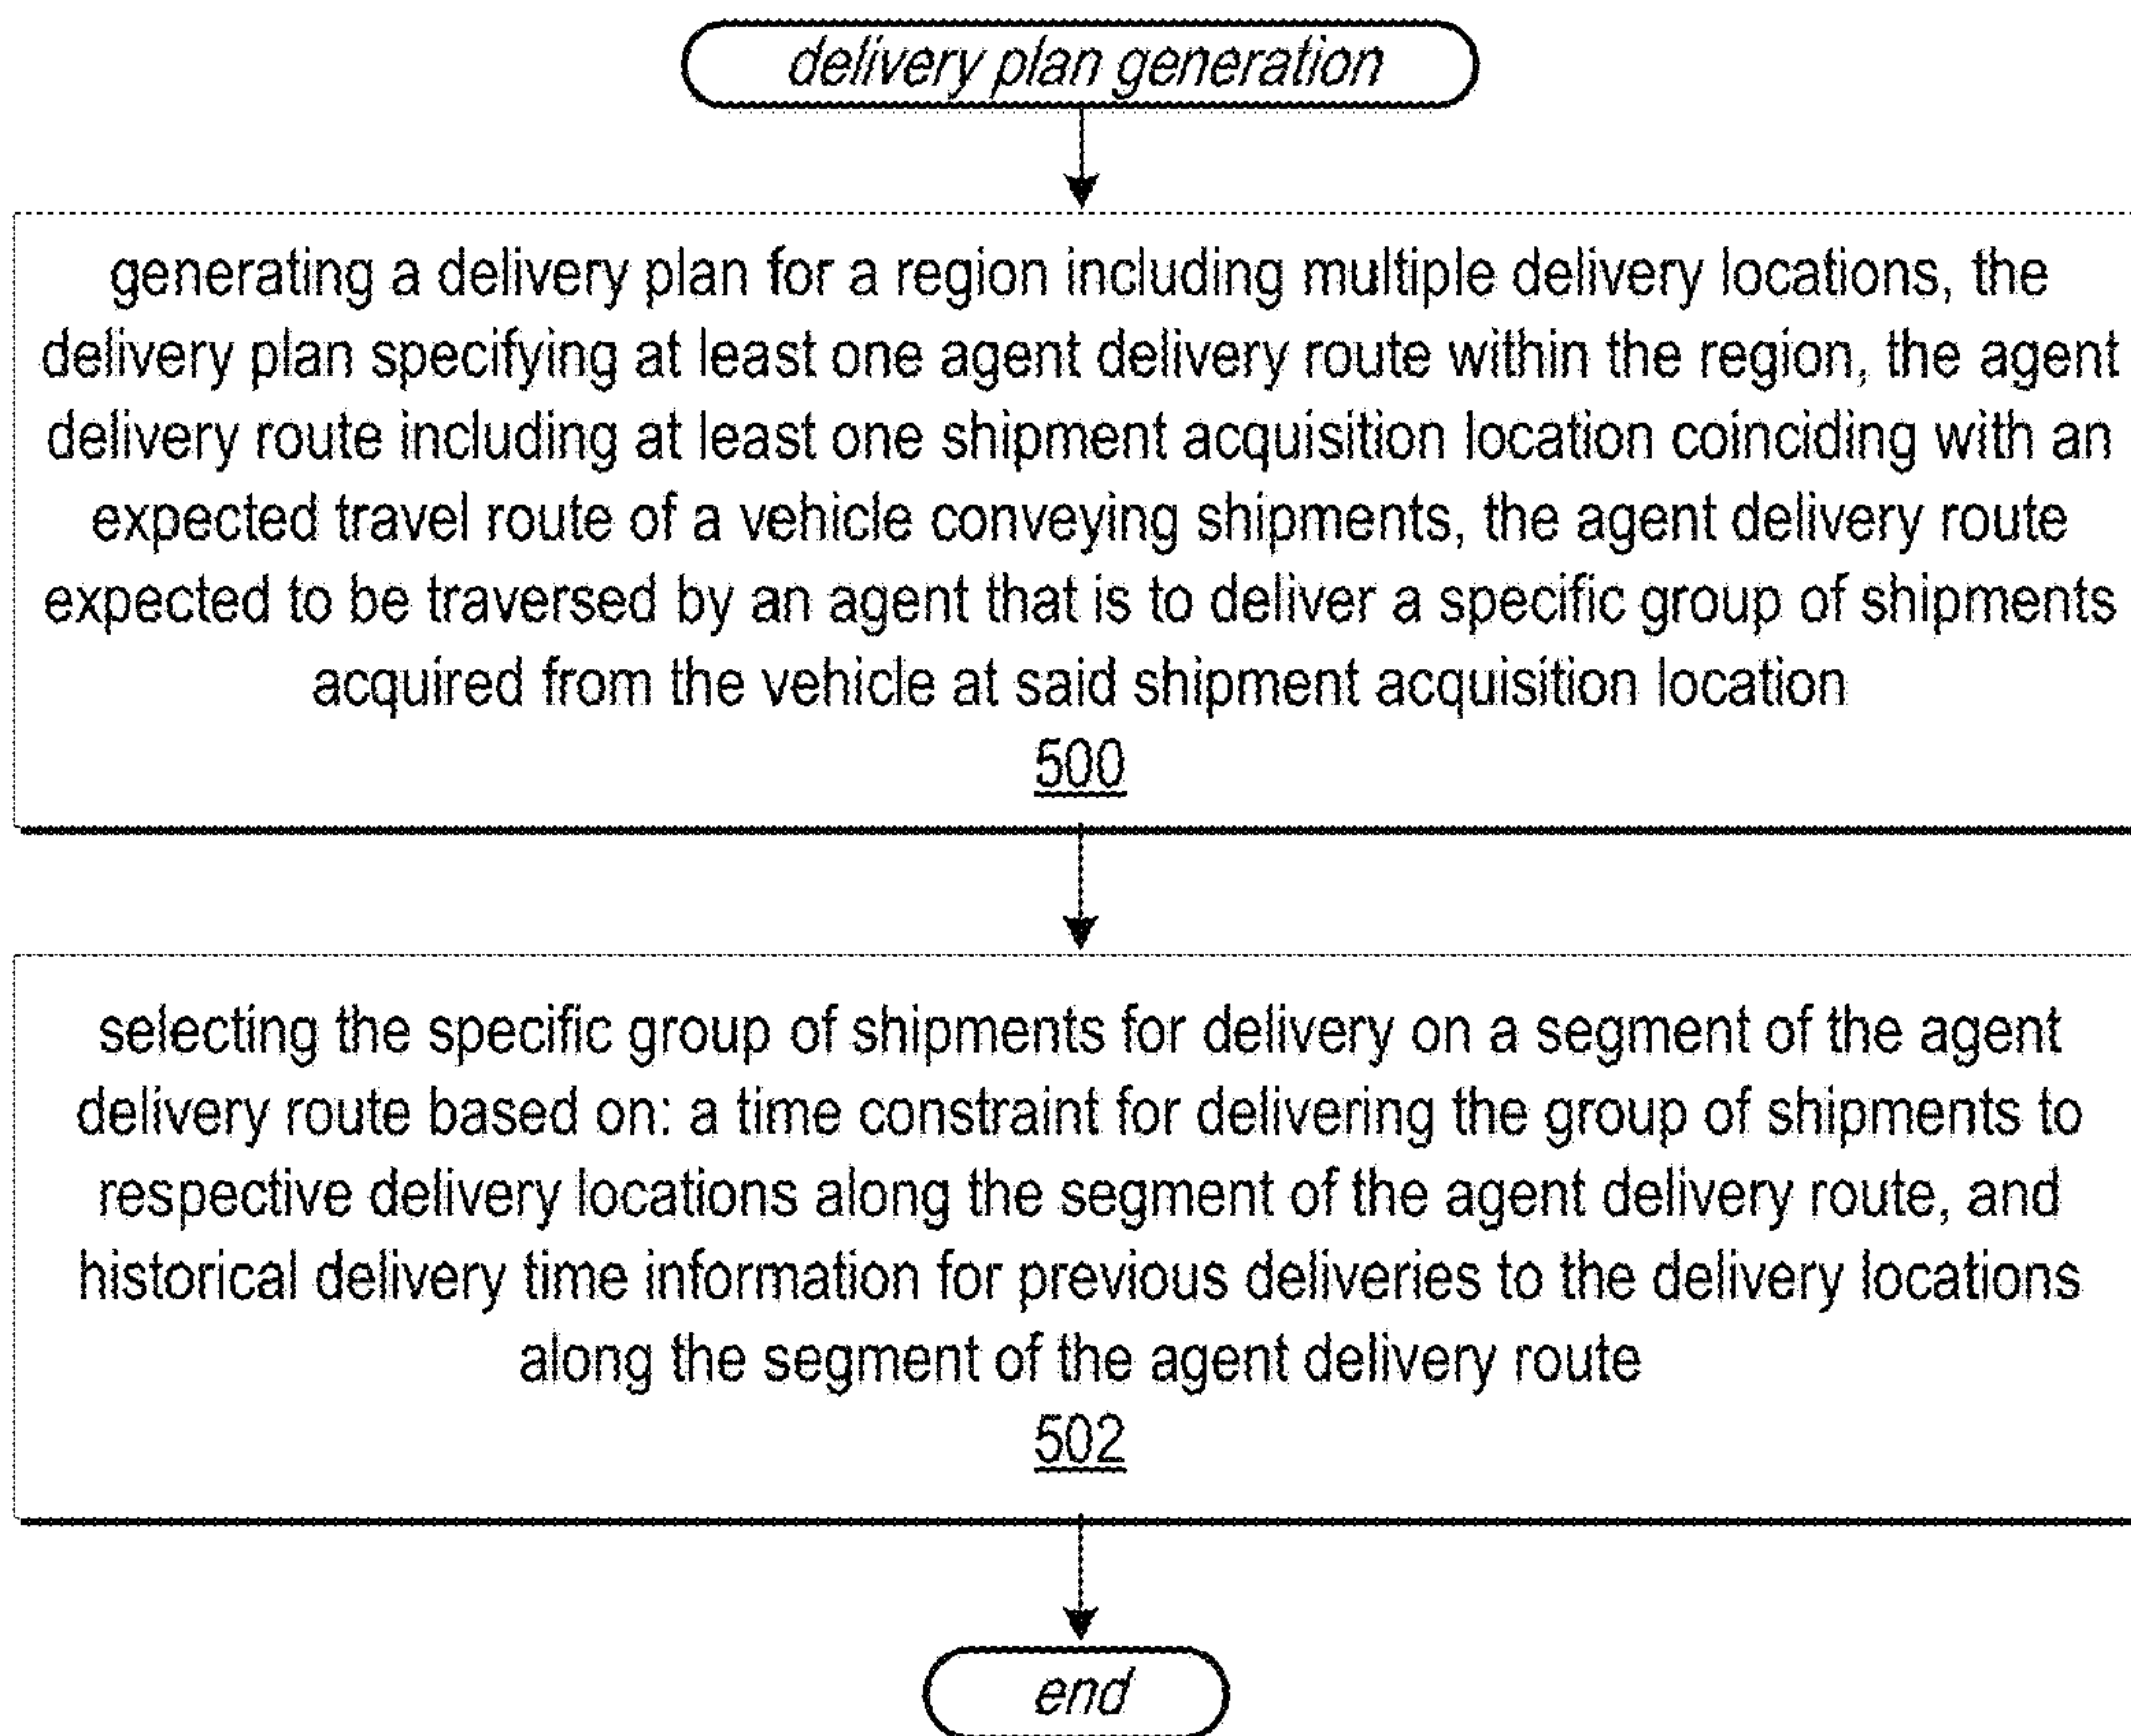 delivery plan generation
generating a delivery plan for a region including multiple delivery locations, the
delivery plan specifying at least one agent delivery route within the region, the agent
delivery route including at least one shipment acquisition location coinciding with an
expected travel route of a vehicle conveying shipments, the agent delivery route
expected to be traversed by an agent that is to deliver a specific group of shipments
acquired from the vehicle at said shipment acquisition location
500
selecting the specific group of shipments for delivery on a segment of the agent
delivery route based on: a time constraint for delivering the group of shipments to
respective delivery locations along the segment of the agent delivery route, and
historical delivery time information for previous deliveries to the delivery locations
along the segment of the agent delivery route
502
end